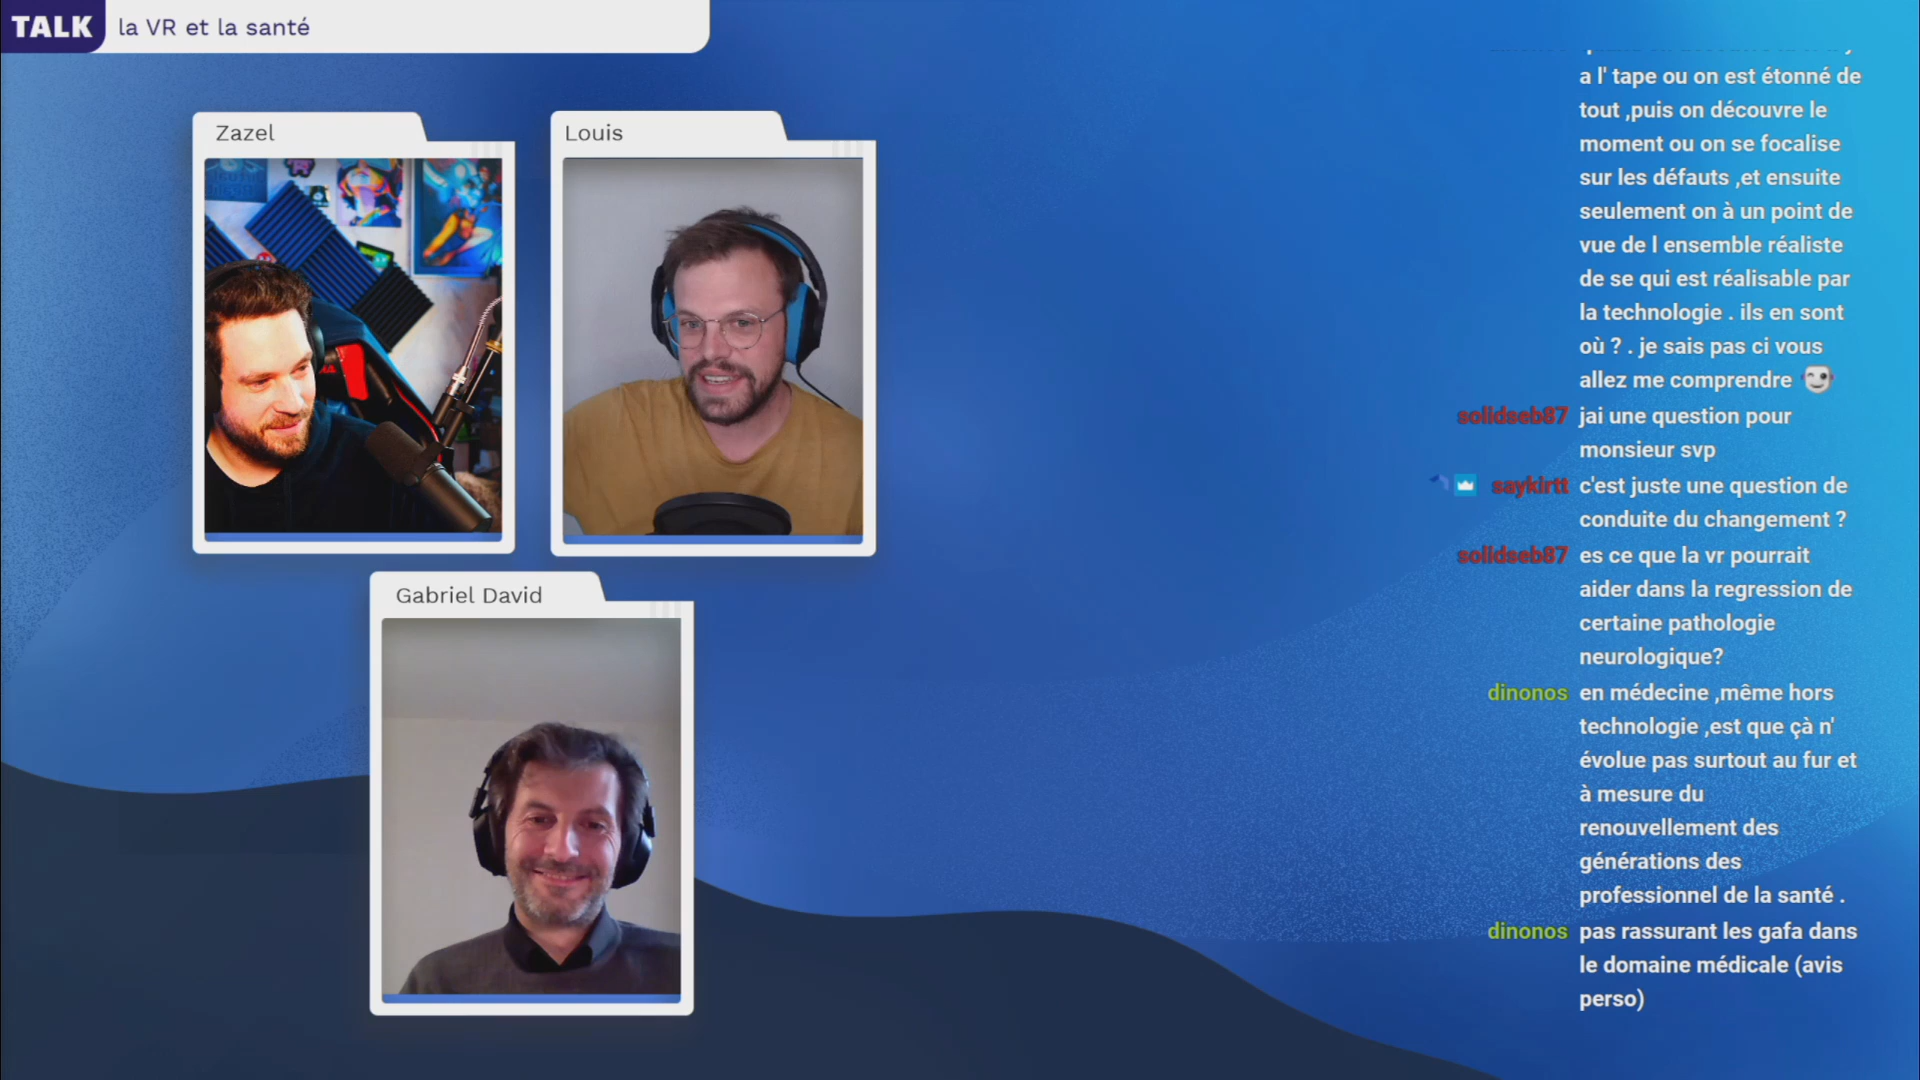 TALK la VR et la santé
Zazel
Louis
Gabriel David
a l' tape ou on est étonné de
tout ,puis on découvre le
moment ou on se focalise
sur les défauts ,et ensuite
seulement on à un point de
vue de l ensemble réaliste
de se qui est réalisable par
la technologie . ils en sont
où ? . je sais pas ci vous
allez me comprendre
solidseb87 jai une question pour
monsieur svp
saykirtt c'est juste une question de
conduite du changement ?
solidseb87 es ce que la vr pourrait
aider dans la regression de
certaine pathologie
neurologique?
dinonos en médecine ,même hors
technologie ,est que çà n'
évolue pas surtout au fur et
à mesure du
renouvellement des
générations des
professionnel de la santé .
dinonos pas rassurant les gafa dans
le domaine médicale (avis
perso)